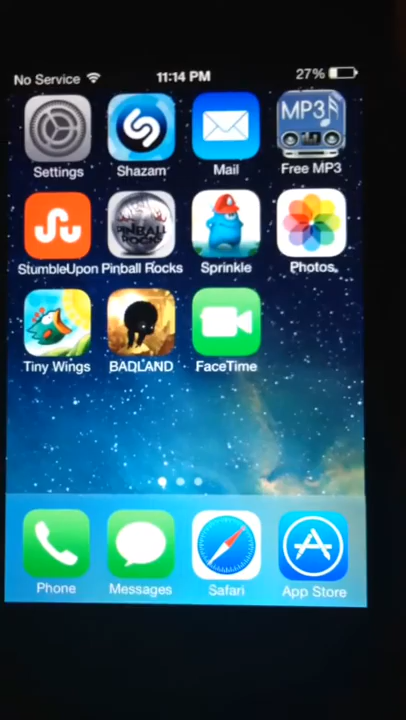 No Service 11:14 PM 27%
MP3
Settings Shazam Mail Free MP3
PINBALL
ROCKS
StumbleUpon Pinball Rocks Sprinkle Photos
Tiny Wings BADLAND FaceTime
Phone Messages Safari App Store